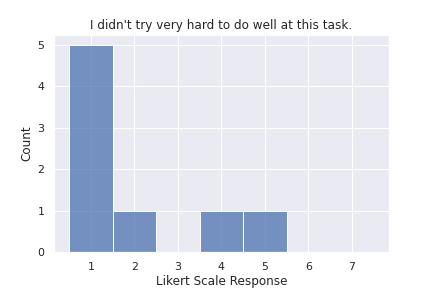 I didn't try very hard to do well at this task.
5
4
3
2
1
0
Count
1 2 3 4 5 6 7
Likert Scale Response